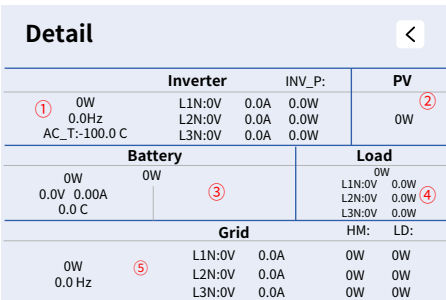 Detail <
Inverter INV_P: PV
① 0W L1N:0V 0.0A 0.0W ②
0.0Hz L2N:0V 0.0A 0.0W 0W
AC_T:-100.0 C L3N:0V 0.0A 0.0W
Battery Load
0W 0W ③ 0W
L1N:0V 0.0W
0.0V 0.00A L2N:0V 0.0W ④
0.0 C L3N:0V 0.0W
Grid HM: LD:
L1N:0V 0.0A 0W 0W
0W ⑤ L2N:0V 0.0A 0W 0W
0.0 Hz L3N:0V 0.0A 0W 0W